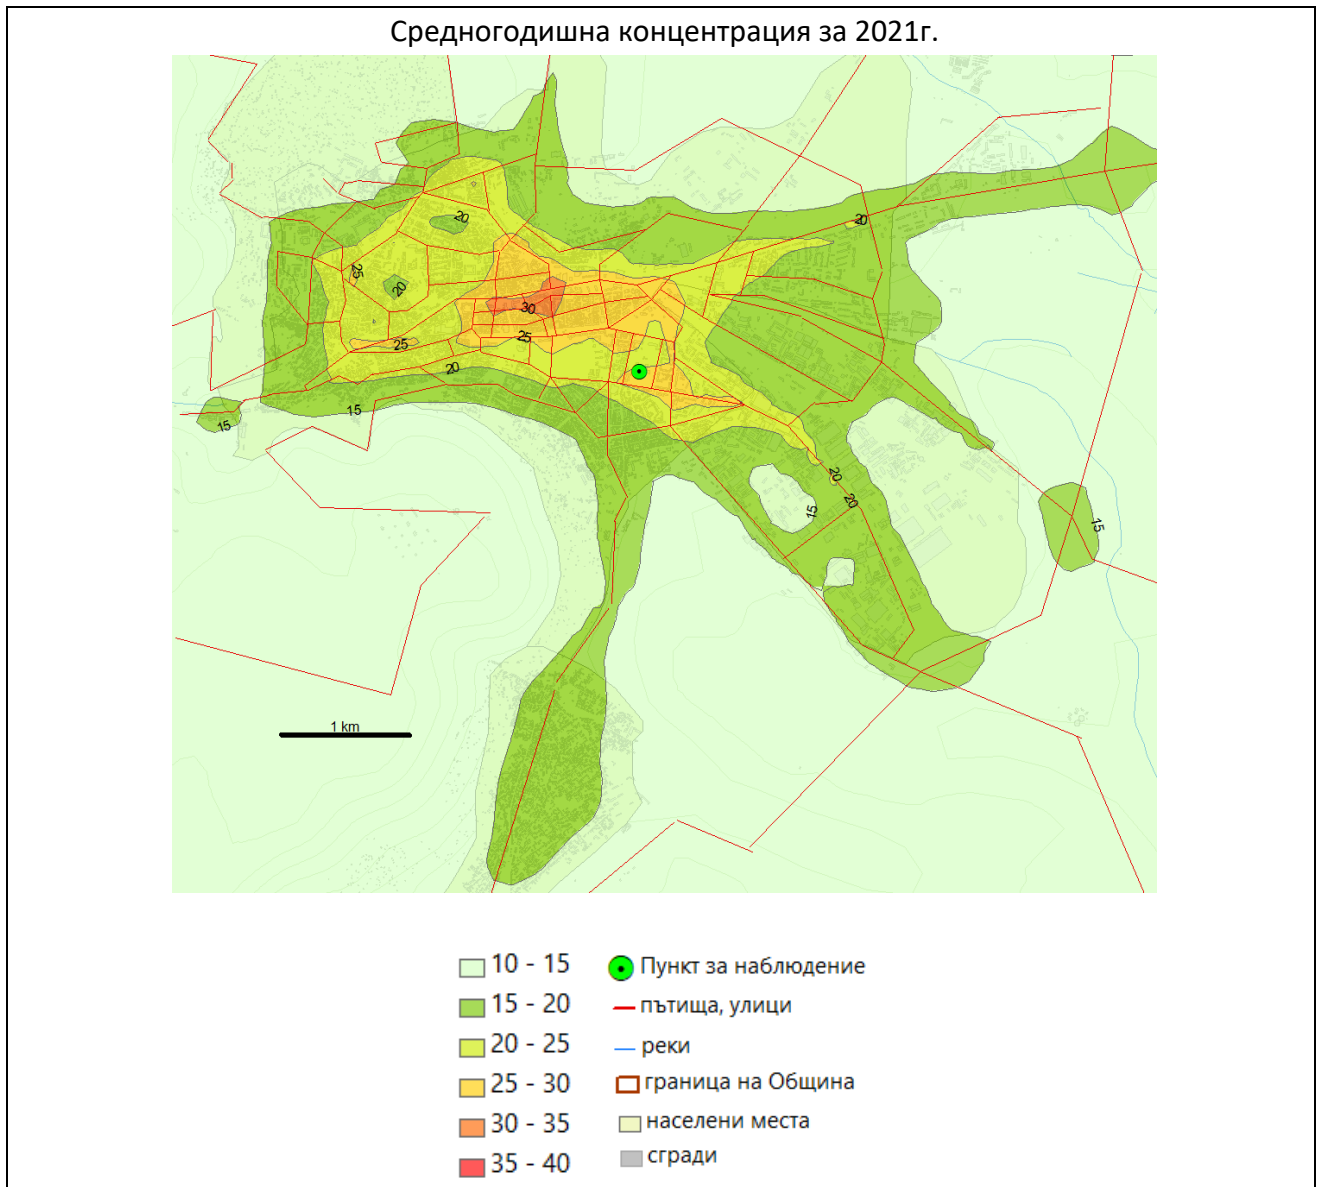 Средногодишна концентрация за 2021г.
20
20
25
20
30
25
25
20
15
15
20
20
15
15
1 km
10 - 15
15 - 20
20 - 25
25 - 30
30 - 35
35 - 40
Пункт за наблюдение
пътища, улици
реки
граница на Община
населени места
сгради